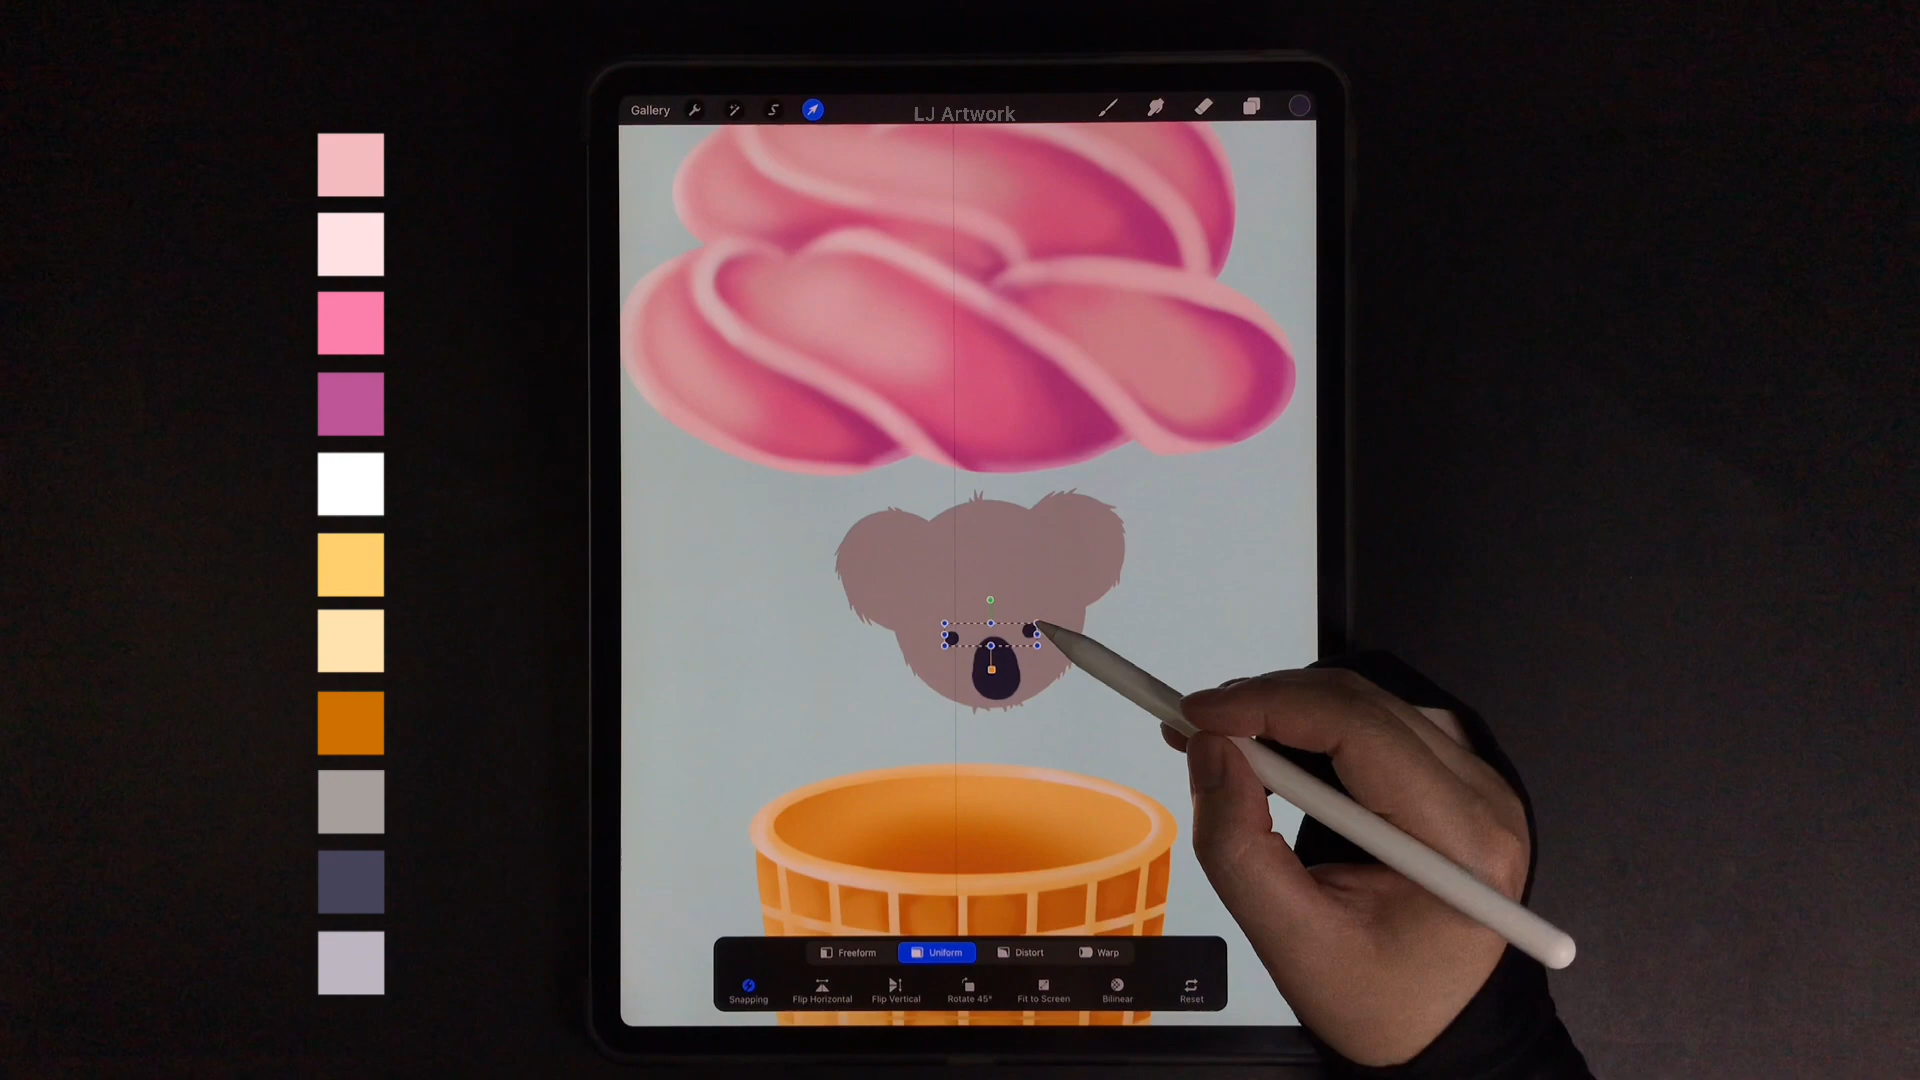 Gallery
LJ Artwork
Freeform Uniform Distort Warp
Snapping Flip Horizontal Flip Vertical Rotate 45° Fit to Screen Bilinear Reset